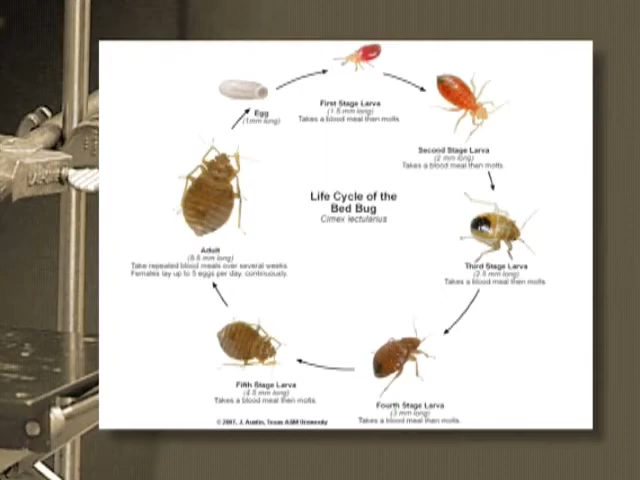 Egg
(1mm long)
First Stage Larva
(1.5 mm long)
Takes a blood meal then molts
Second Stage Larva
(2 mm long)
Takes a blood meal then molts
Life Cycle of the
Bed Bug
Cimex lectularius
Third Stage Larva
(2.5 mm long)
Takes a blood meal then molts
Fourth Stage Larva
(3 mm long)
Takes a blood meal then molts.
Fifth Stage Larva
(4.5 mm long)
Takes a blood meal then molts.
Adult
(5.5 mm long)
Take repeated blood meals over several weeks
Females lay up to 5 eggs per day, continuously.
© 2007, J. Austin, Texas A&M University